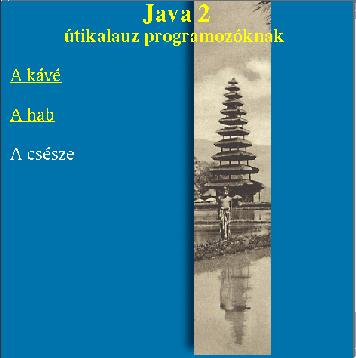 Java 2
útikalauz programozóknak
A kávé
A hab
A csésze